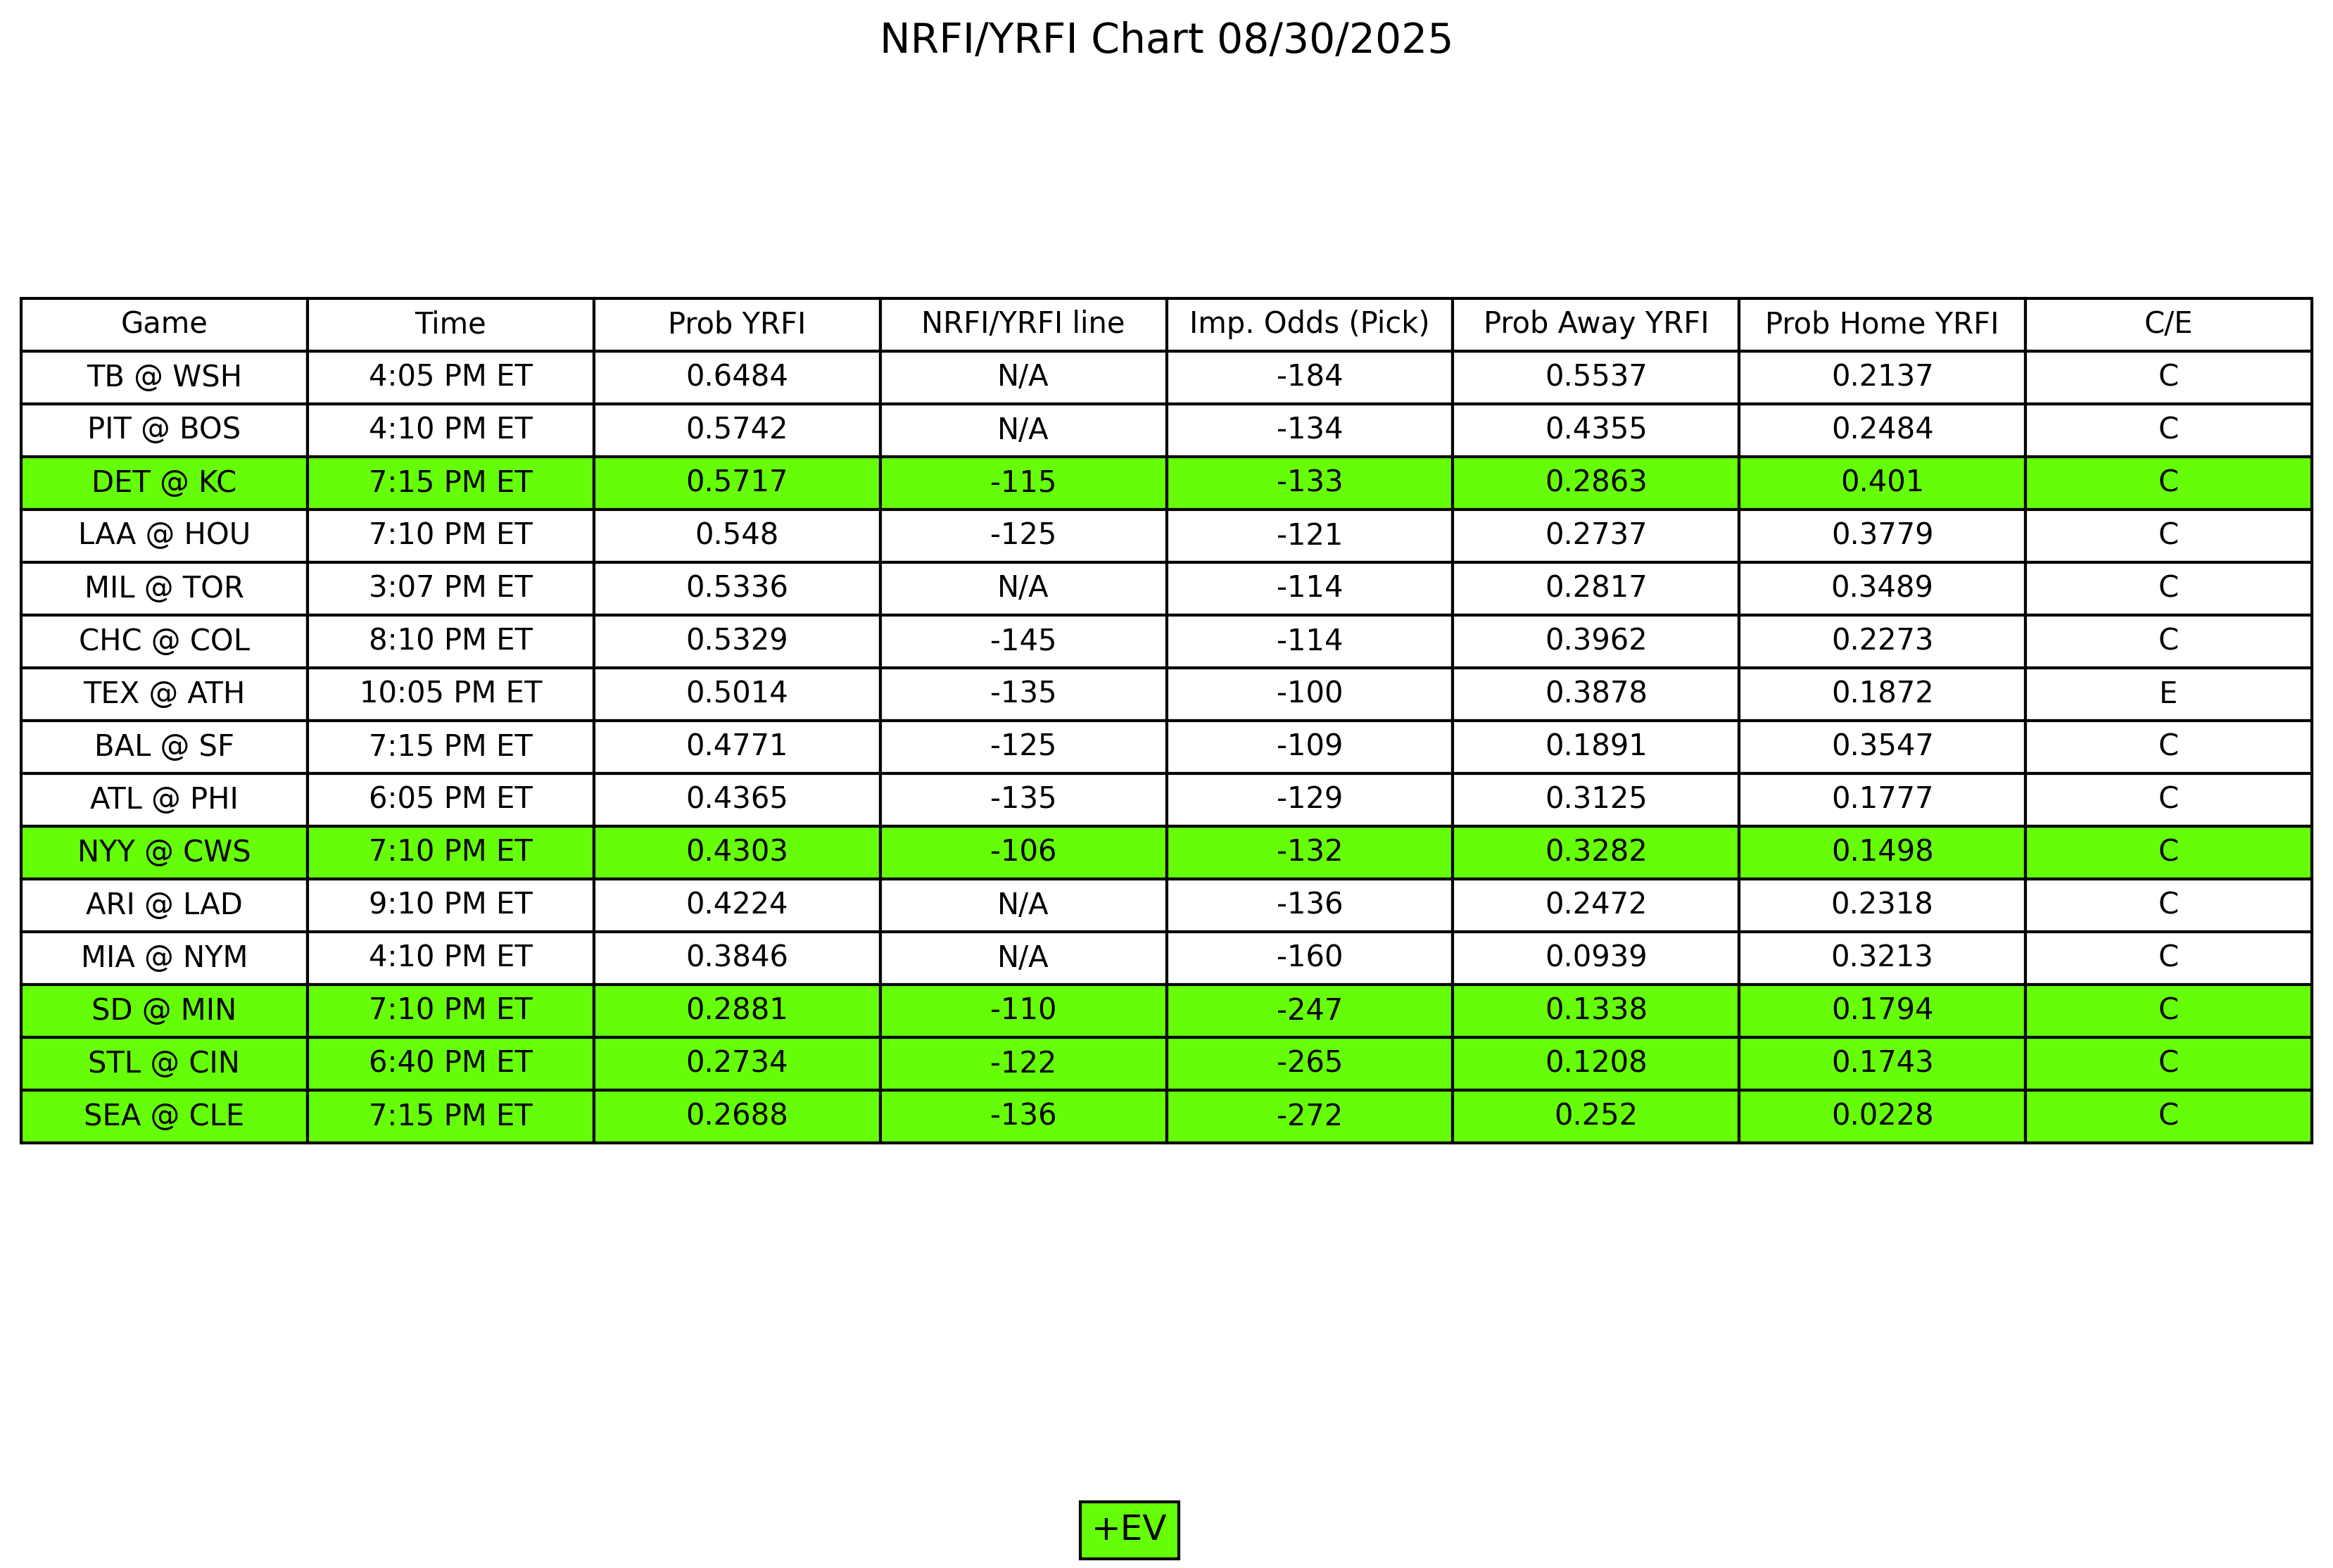 NRFI/YRFI Chart 08/30/2025
Game Time Prob YRFI NRFI/YRFI line Imp. Odds (Pick) Prob Away YRFI Prob Home YRFI C/E
TB @ WSH 4:05 PM ET 0.6484 N/A -184 0.5537 0.2137 C
PIT @ BOS 4:10 PM ET 0.5742 N/A -134 0.4355 0.2484 C
DET @ KC 7:15 PM ET 0.5717 -115 -133 0.2863 0.401 C
LAA @ HOU 7:10 PM ET 0.548 -125 -121 0.2737 0.3779 C
MIL @ TOR 3:07 PM ET 0.5336 N/A -114 0.2817 0.3489 C
CHC @ COL 8:10 PM ET 0.5329 -145 -114 0.3962 0.2273 C
TEX @ ATH 10:05 PM ET 0.5014 -135 -100 0.3878 0.1872 E
BAL @ SF 7:15 PM ET 0.4771 -125 -109 0.1891 0.3547 C
ATL @ PHI 6:05 PM ET 0.4365 -135 -129 0.3125 0.1777 C
NYY @ CWS 7:10 PM ET 0.4303 -106 -132 0.3282 0.1498 C
ARI @ LAD 9:10 PM ET 0.4224 N/A -136 0.2472 0.2318 C
MIA @ NYM 4:10 PM ET 0.3846 N/A -160 0.0939 0.3213 C
SD @ MIN 7:10 PM ET 0.2881 -110 -247 0.1338 0.1794 C
STL @ CIN 6:40 PM ET 0.2734 -122 -265 0.1208 0.1743 C
SEA @ CLE 7:15 PM ET 0.2688 -136 -272 0.252 0.0228 C
+EV